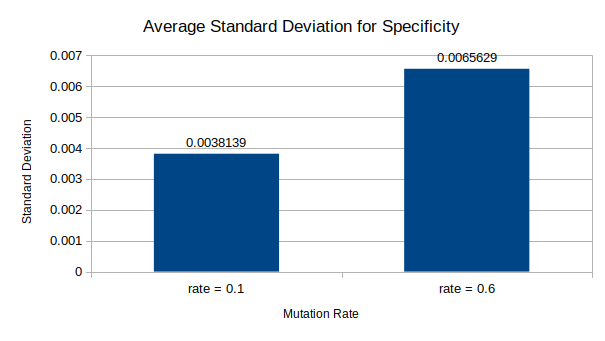 Average Standard Deviation for Specificity
0.007
0.006
0.005
0.004
0.003
0.002
0.001
0
Standard Deviation
0.0038139
0.0065629
rate = 0.1
rate = 0.6
Mutation Rate